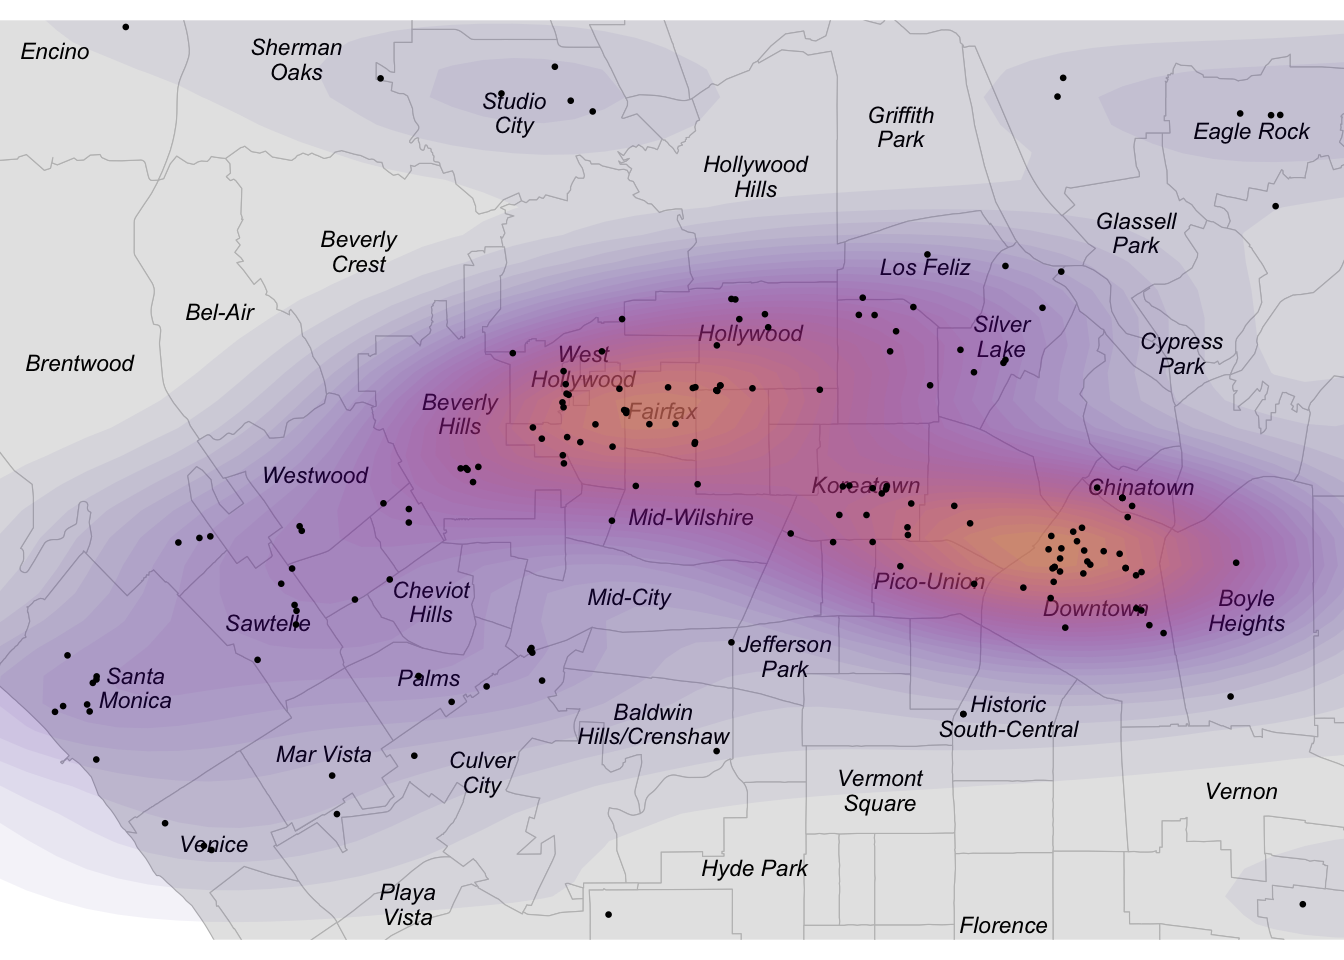 Encino
Sherman
Oaks
Studio
City
Griffith
Park
Eagle Rock
Hollywood
Hills
Glassell
Park
Beverly
Crest
Los Feliz
Bel-Air
Silver
Lake
Hollywood
Cypress
Park
Brentwood
West
Hollywood
Beverly
Hills
Fairfax
Westwood
Koreatown
Chinatown
Mid-Wilshire
Pico-Union
Cheviot
Hills
Mid-City
Downtown
Boyle
Heights
Sawtelle
Jefferson
Park
Santa
Monica
Palms
Historic
South-Central
Baldwin
Hills/Crenshaw
Mar Vista
Culver
City
Vermont
Square
Vernon
Venice
Hyde Park
Playa
Vista
Florence